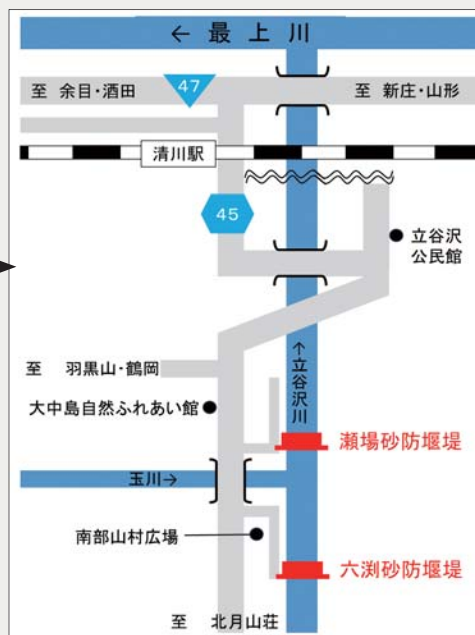 ← 最上川
至 余目・酒田
47
至 新庄・山形
清川駅
45
立谷沢
公民館
↑立谷沢川
至 羽黒山・鶴岡
大中島自然ふれあい館
瀬場砂防堰堤
玉川→
南部山村広場
六渕砂防堰堤
至 北月山荘